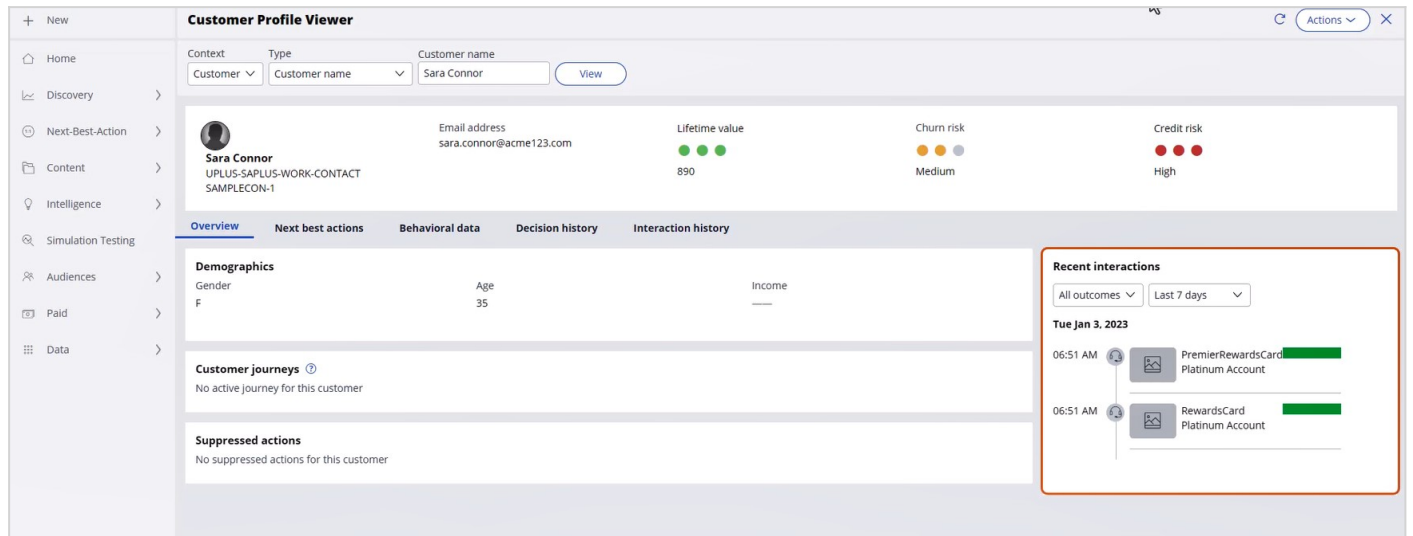 New
Customer Profile Viewer
Actions
Home
Discovery
Next-Best-Action
Content
Intelligence
Simulation Testing
Audiences
Paid
Data
Context Type Customer name
Customer Customer name Sara Connor View
Sara Connor
UPLUS-SAPLUS-WORK-CONTACT
SAMPLECON-1
Email address
sara.connor@acme123.com
Lifetime value
890
Churn risk
Medium
Credit risk
High
Overview Next best actions Behavioral data Decision history Interaction history
Demographics
Gender Age Income
F 35 ——
Customer journeys ?
No active journey for this customer
Suppressed actions
No suppressed actions for this customer
Recent interactions
All outcomes Last 7 days
Tue Jan 3, 2023
06:51 AM PremierRewardsCard
Platinum Account
06:51 AM RewardsCard
Platinum Account